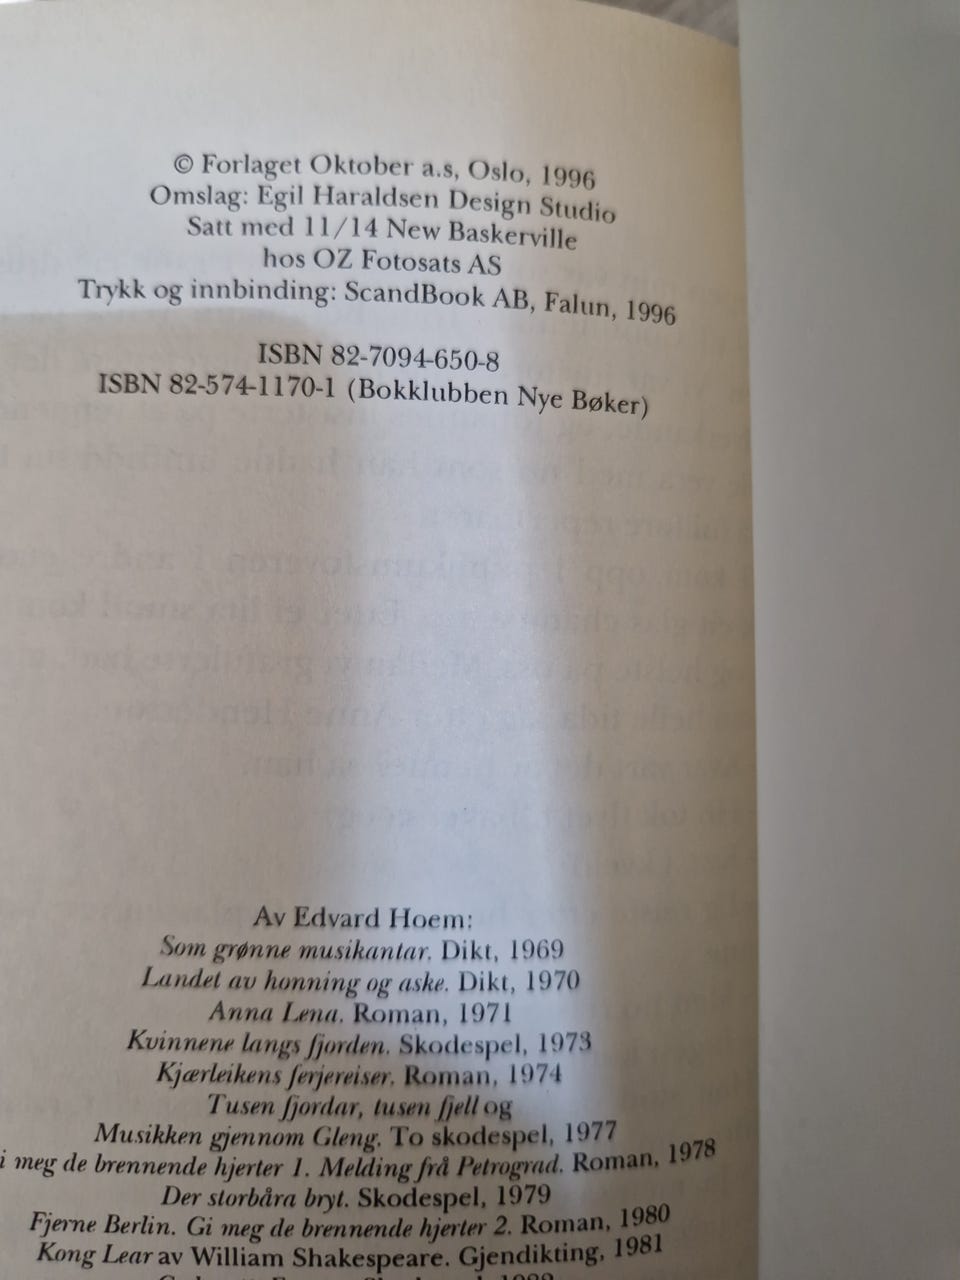 © Forlaget Oktober a.s, Oslo, 1996
Omslag: Egil Haraldsen Design Studio
Satt med 11/14 New Baskerville
hos OZ Fotosats AS
Trykk og innbinding: ScandBook AB, Falun, 1996
ISBN 82-7094-650-8
ISBN 82-574-1170-1 (Bokklubben Nye Bøker)
Av Edvard Hoem:
Som grønne musikantar. Dikt, 1969
Landet av honning og aske. Dikt, 1970
Anna Lena. Roman, 1971
Kvinnene langs fjorden. Skodespel, 1973
Kjærleikens ferjereiser. Roman, 1974
Tusen fjordar, tusen fjell og
Musikken gjennom Gleng. To skodespel, 1977
i meg de brennende hjerter 1. Melding frå Petrograd. Roman, 1978
Der storbåra bryt. Skodespel, 1979
Fjerne Berlin. Gi meg de brennende hjerter 2. Roman, 1980
Kong Lear av William Shakespeare. Gjendikting, 1981